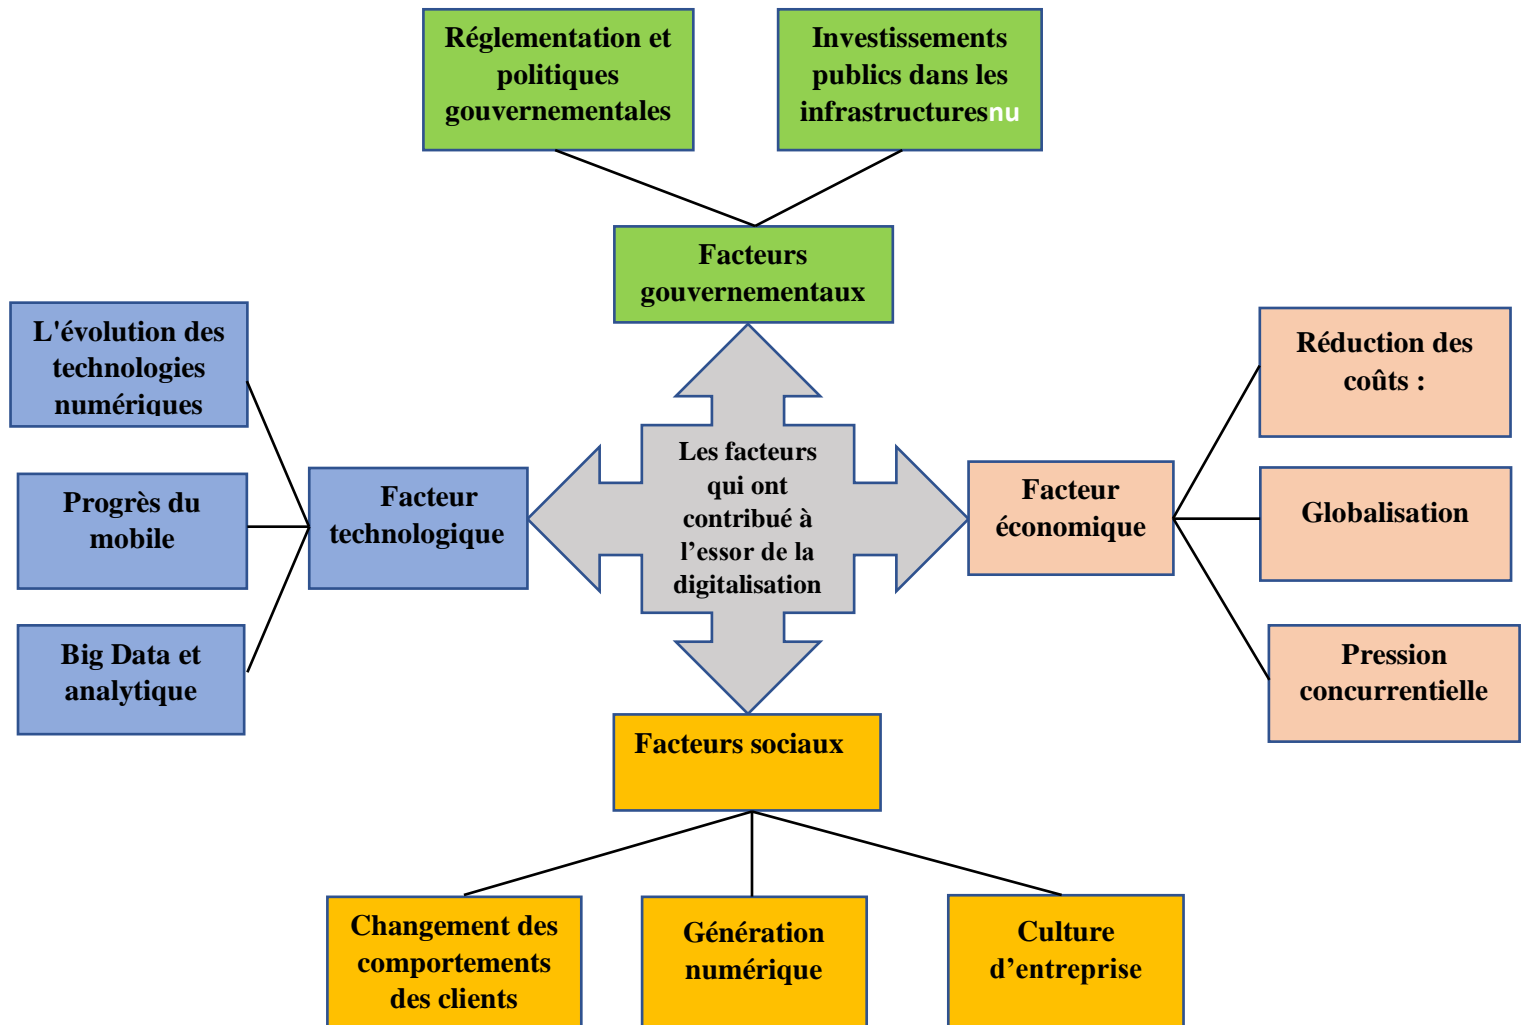 Réglementation et
politiques
gouvernementales
Investissements
publics dans les
infrastructuresnu
Facteurs
gouvernementaux
L'évolution des
technologies
numériques
Progrès du
mobile
Big Data et
analytique
Facteur
technologique
Les facteurs
qui ont
contribué à
l’essor de la
digitalisation
Facteur
économique
Réduction des
coûts :
Globalisation
Pression
concurrentielle
Facteurs sociaux
Changement des
comportements
des clients
Génération
numérique
Culture
d’entreprise